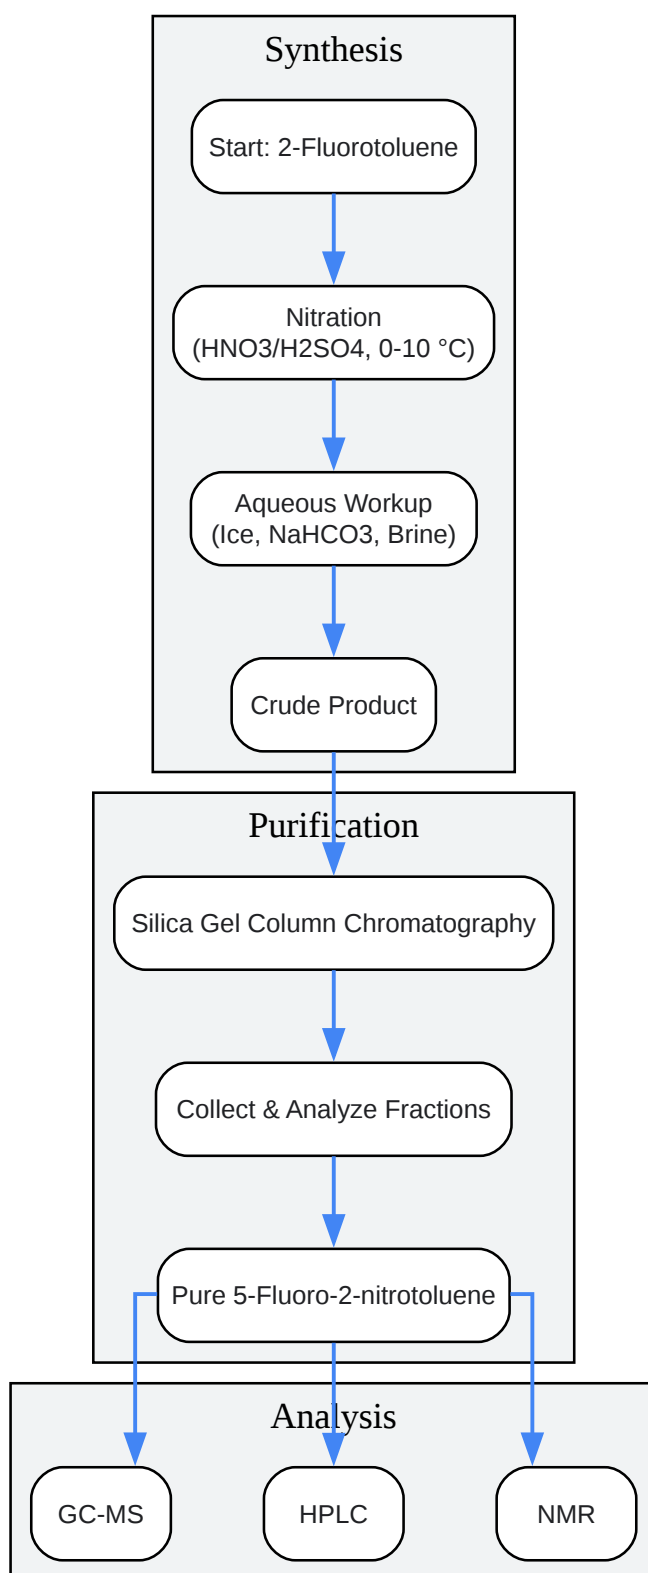 Synthesis
Start: 2-Fluorotoluene
Nitration
(HNO3/H2SO4, 0-10 °C)
Aqueous Workup
(Ice, NaHCO3, Brine)
Crude Product
Purification
Silica Gel Column Chromatography
Collect & Analyze Fractions
Pure 5-Fluoro-2-nitrotoluene
Analysis
GC-MS
HPLC
NMR